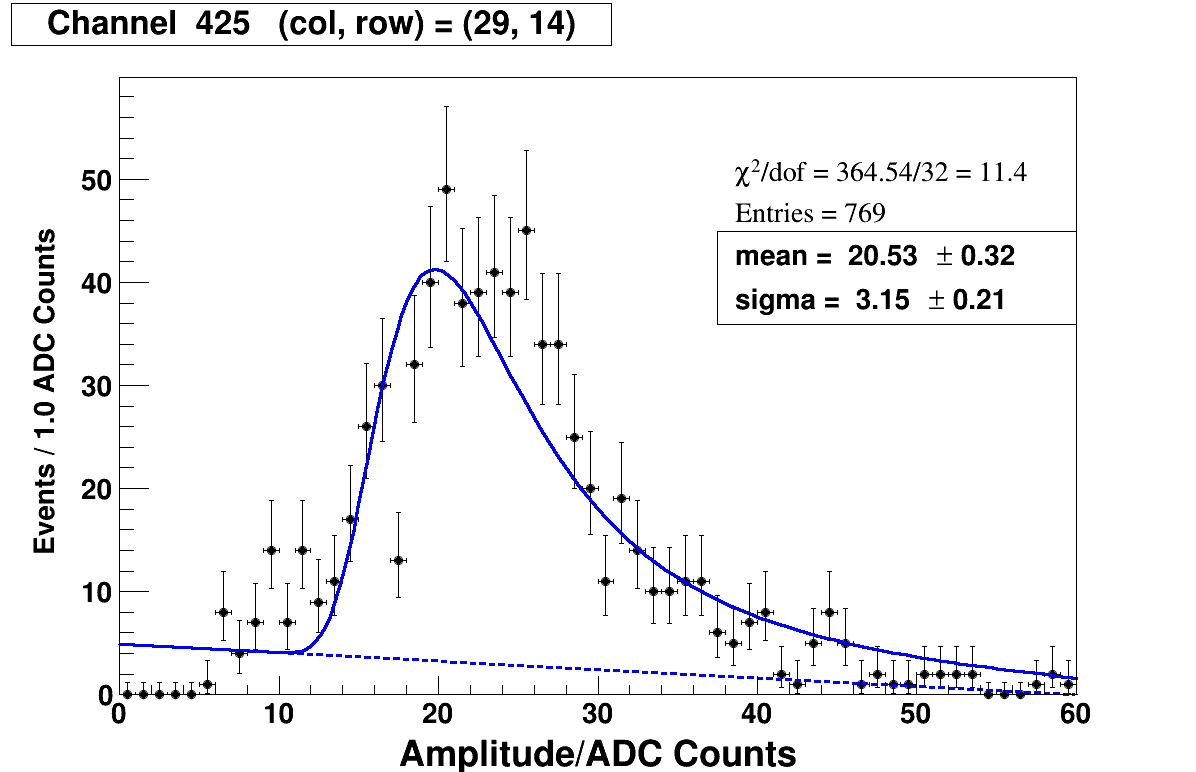 Channel 425 (col, row) = (29, 14)
χ²/dof = 364.54/32 = 11.4
Entries = 769
mean = 20.53 ± 0.32
sigma = 3.15 ± 0.21
Events / 1.0 ADC Counts
50
40
30
20
10
0
0 10 20 30 40 50 60
Amplitude/ADC Counts